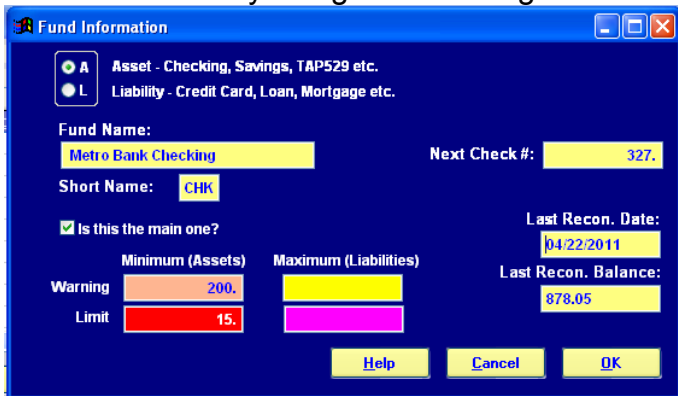 Fund Information
A Asset - Checking, Savings, TAP529 etc.
L Liability - Credit Card, Loan, Mortgage etc.
Fund Name:
Metro Bank Checking
Next Check #: 327.
Short Name: CHK
Is this the main one?
Last Recon. Date:
04/22/2011
Minimum (Assets) Maximum (Liabilities)
Last Recon. Balance:
Warning 200.
878.05
Limit 15.
Help Cancel OK